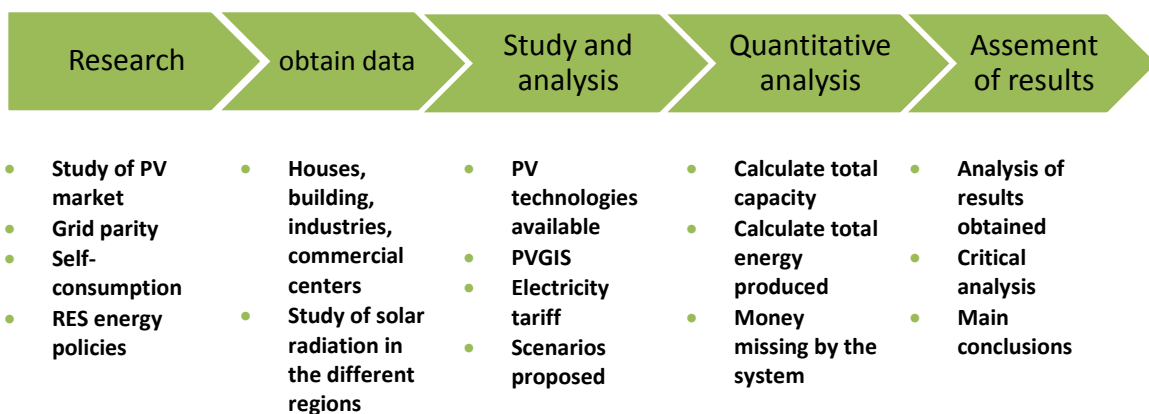 Research
obtain data
Study and
analysis
Quantitative
analysis
Assement
of results
• Study of PV
market
• Grid parity
• Self-
consumption
• RES energy
policies
• Houses,
building,
industries,
commercial
centers
• Study of solar
radiation in
the different
regions
• PV
technologies
available
• PVGIS
• Electricity
tariff
• Scenarios
proposed
• Calculate total
capacity
• Calculate total
energy
produced
• Money
missing by the
system
• Analysis of
results
obtained
• Critical
analysis
• Main
conclusions